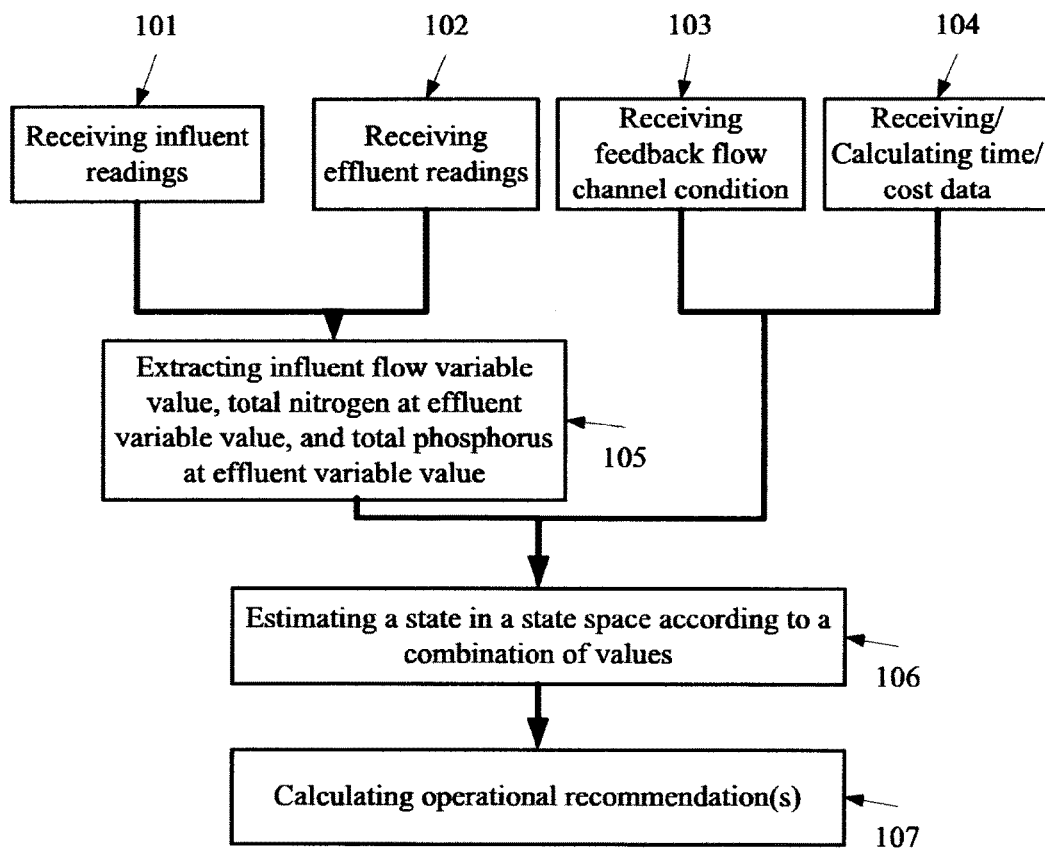 101
102
103
104
Receiving influent
readings
Receiving
effluent readings
Receiving
feedback flow
channel condition
Receiving/
Calculating time/
cost data
Extracting influent flow variable
value, total nitrogen at effluent
variable value, and total phosphorus
at effluent variable value
105
Estimating a state in a state space according to a
combination of values
106
Calculating operational recommendation(s)
107